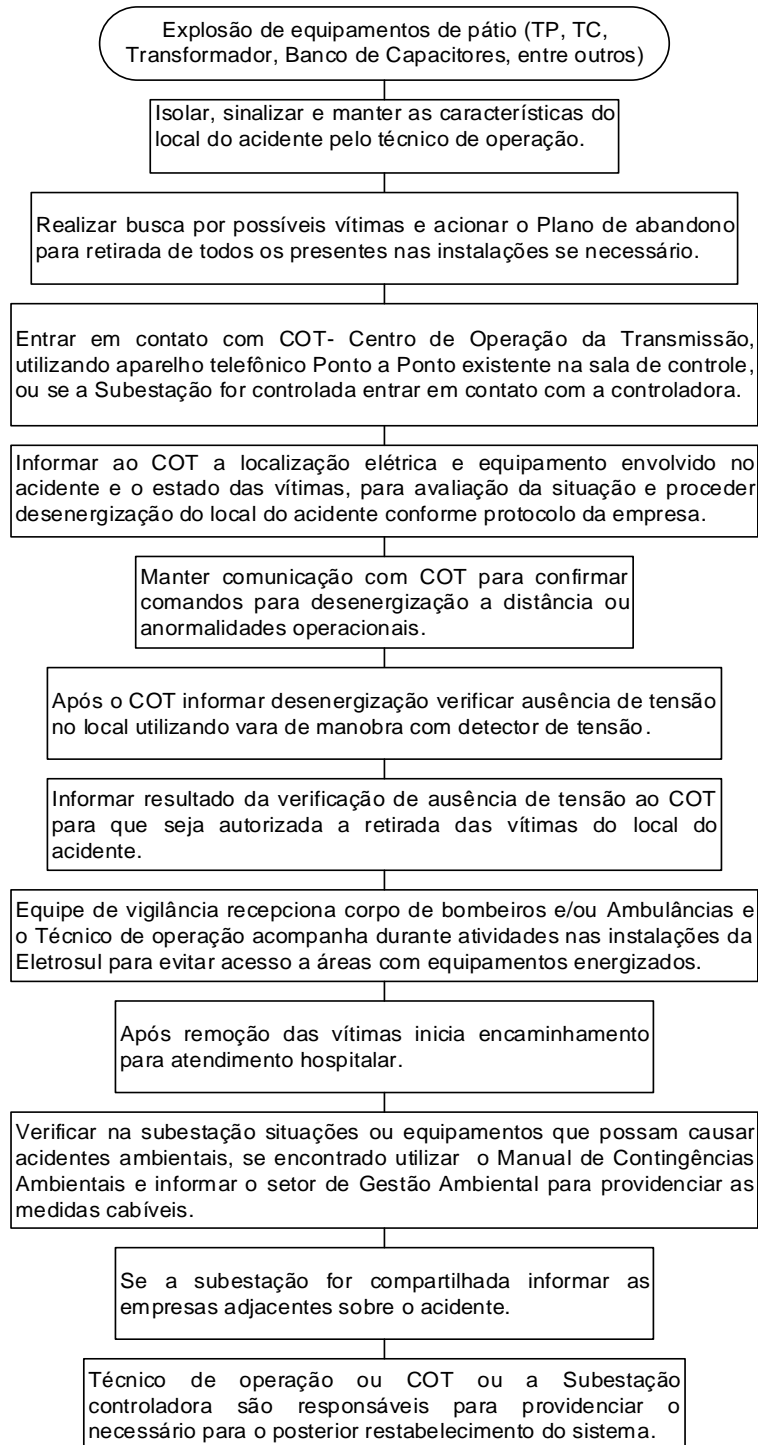 Explosão de equipamentos de pátio (TP, TC,
Transformador, Banco de Capacitores, entre outros)
Isolar, sinalizar e manter as características do
local do acidente pelo técnico de operação.
Realizar busca por possíveis vítimas e acionar o Plano de abandono
para retirada de todos os presentes nas instalações se necessário.
Entrar em contato com COT- Centro de Operação da Transmissão,
utilizando aparelho telefônico Ponto a Ponto existente na sala de controle,
ou se a Subestação for controlada entrar em contato com a controladora.
Informar ao COT a localização elétrica e equipamento envolvido no
acidente e o estado das vítimas, para avaliação da situação e proceder
desenergização do local do acidente conforme protocolo da empresa.
Manter comunicação com COT para confirmar
comandos para desenergização a distância ou
anormalidades operacionais.
Após o COT informar desenergização verificar ausência de tensão
no local utilizando vara de manobra com detector de tensão.
Informar resultado da verificação de ausência de tensão ao COT
para que seja autorizada a retirada das vítimas do local do
acidente.
Equipe de vigilância recepciona corpo de bombeiros e/ou Ambulâncias e
o Técnico de operação acompanha durante atividades nas instalações da
Eletrosul para evitar acesso a áreas com equipamentos energizados.
Após remoção das vítimas inicia encaminhamento
para atendimento hospitalar.
Verificar na subestação situações ou equipamentos que possam causar
acidentes ambientais, se encontrado utilizar o Manual de Contingências
Ambientais e informar o setor de Gestão Ambiental para providenciar as
medidas cabíveis.
Se a subestação for compartilhada informar as
empresas adjacentes sobre o acidente.
Técnico de operação ou COT ou a Subestação
controladora são responsáveis para providenciar o
necessário para o posterior restabelecimento do sistema.